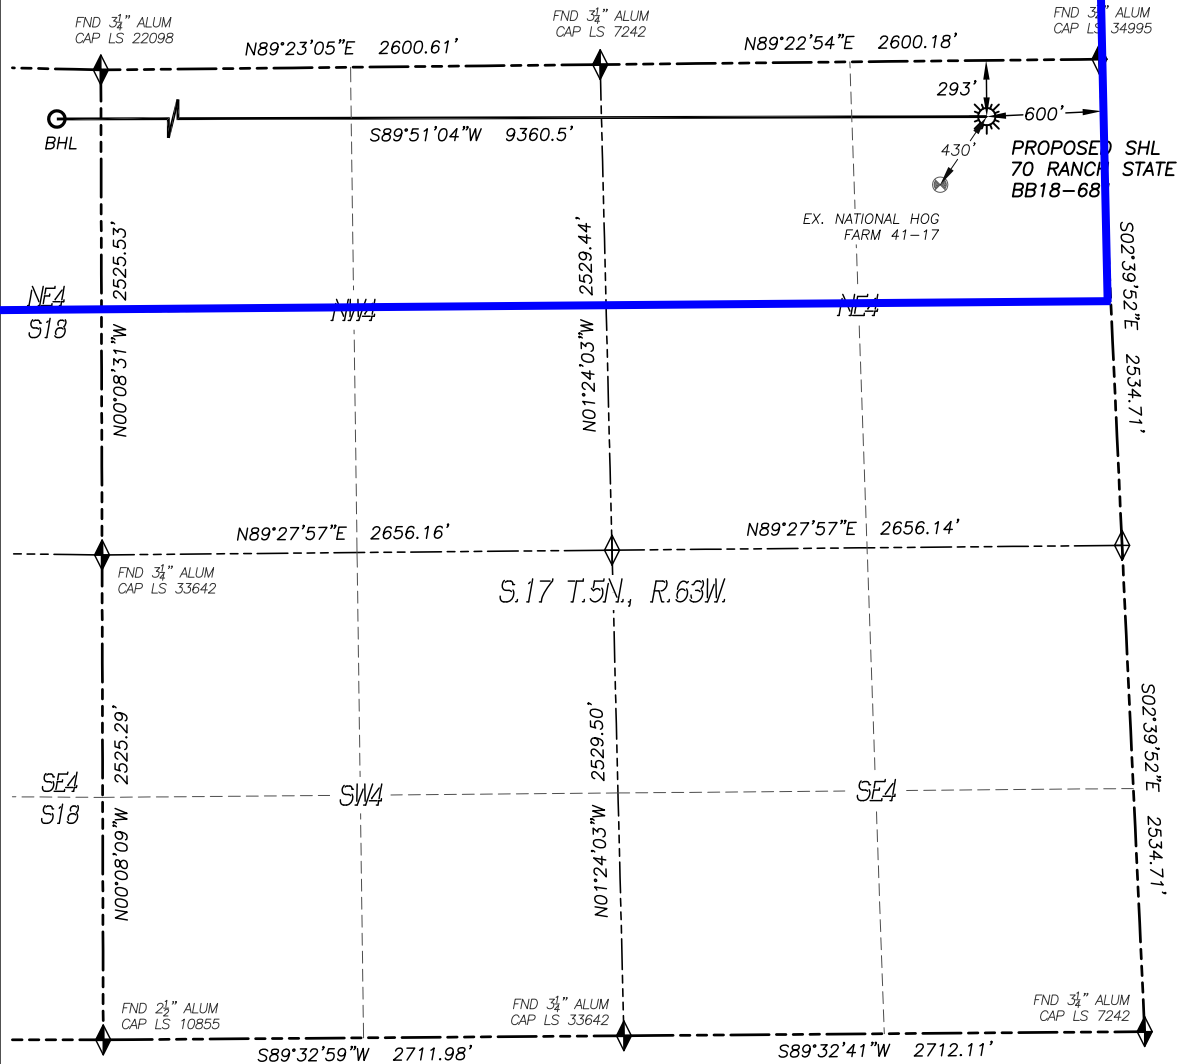 FND 3¼" ALUM
CAP LS 22098
FND 3¼" ALUM
CAP LS 7242
FND 3¼" ALUM
CAP LS 34995
N89°23'05"E 2600.61'
N89°22'54"E 2600.18'
293'
600'
BHL
S89°51'04"W 9360.5'
430'
PROPOSED SHL
70 RANCH STATE
BB18-68
EX. NATIONAL HOG
FARM 41-17
N00°08'31"W 2525.53'
N01°24'03"W 2529.44'
S02°39'52"E 2534.71'
NE4
S18
NW4
NE4
N89°27'57"E 2656.16'
N89°27'57"E 2656.14'
FND 3¼" ALUM
CAP LS 33642
S.17 T.5N., R.63W.
N00°08'09"W 2525.29'
N01°24'03"W 2529.50'
S02°39'52"E 2534.71'
SE4
S18
SW4
SE4
FND 2½" ALUM
CAP LS 10855
FND 3¼" ALUM
CAP LS 33642
FND 3¼" ALUM
CAP LS 7242
S89°32'59"W 2711.98'
S89°32'41"W 2712.11'